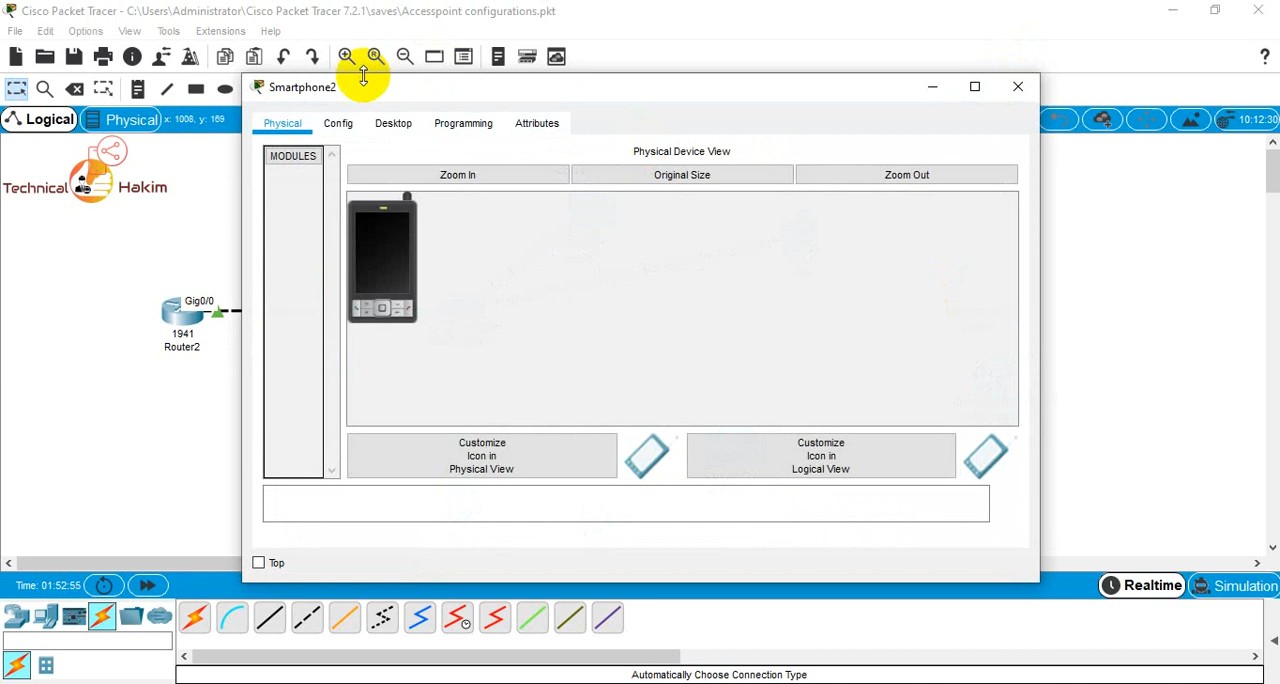 Cisco Packet Tracer - C:\Users\Administrator\Cisco Packet Tracer 7.2.1\saves\Accesspoint configurations.pkt
File Edit Options View Tools Extensions Help
Smartphone2
Logical Physical x: 1008, y: 169 10:12:30
Physical Config Desktop Programming Attributes
MODULES
Physical Device View
Zoom In Original Size Zoom Out
Technical Hakim
Gig0/0
1941
Router2
Customize
Icon in
Physical View
Customize
Icon in
Logical View
Top
Time: 01:52:55 Realtime Simulation
Automatically Choose Connection Type